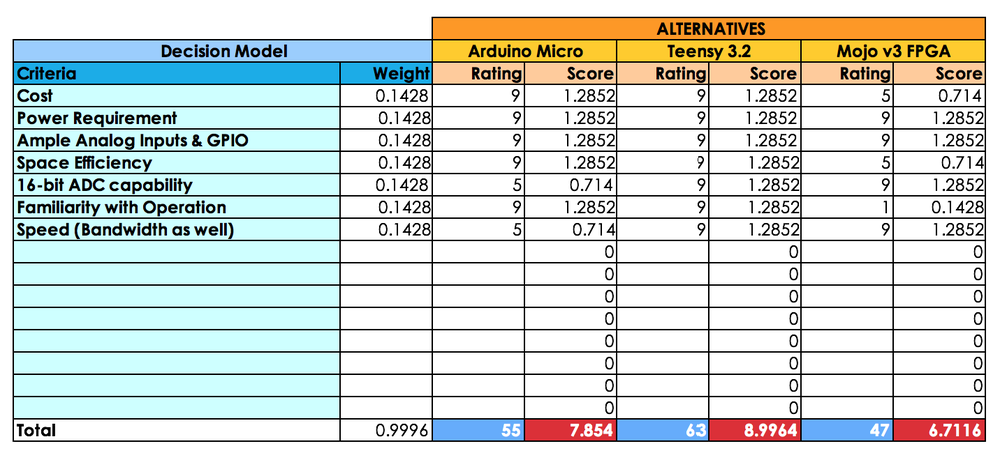 ALTERNATIVES
Decision Model Arduino Micro Teensy 3.2 Mojo v3 FPGA
Criteria Weight Rating Score Rating Score Rating Score
Cost 0.1428 9 1.2852 9 1.2852 5 0.714
Power Requirement 0.1428 9 1.2852 9 1.2852 9 1.2852
Ample Analog Inputs & GPIO 0.1428 9 1.2852 9 1.2852 9 1.2852
Space Efficiency 0.1428 9 1.2852 9 1.2852 5 0.714
16-bit ADC capability 0.1428 5 0.714 9 1.2852 9 1.2852
Familiarity with Operation 0.1428 9 1.2852 9 1.2852 1 0.1428
Speed (Bandwidth as well) 0.1428 5 0.714 9 1.2852 9 1.2852
0 0 0
0 0 0
0 0 0
0 0 0
0 0 0
0 0 0
0 0 0
0 0 0
Total 0.9996 55 7.854 63 8.9964 47 6.7116